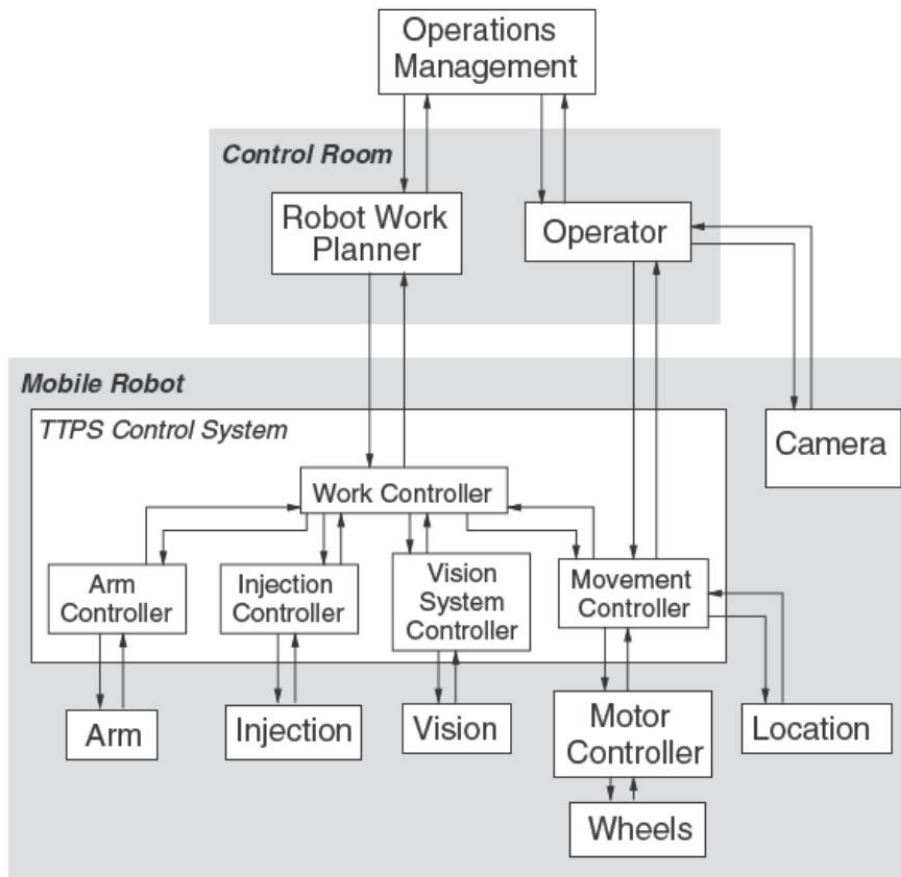 Operations
Management
Control Room
Robot Work
Planner
Operator
Mobile Robot
TTPS Control System
Camera
Work Controller
Arm
Controller
Injection
Controller
Vision
System
Controller
Movement
Controller
Arm
Injection
Vision
Motor
Controller
Location
Wheels